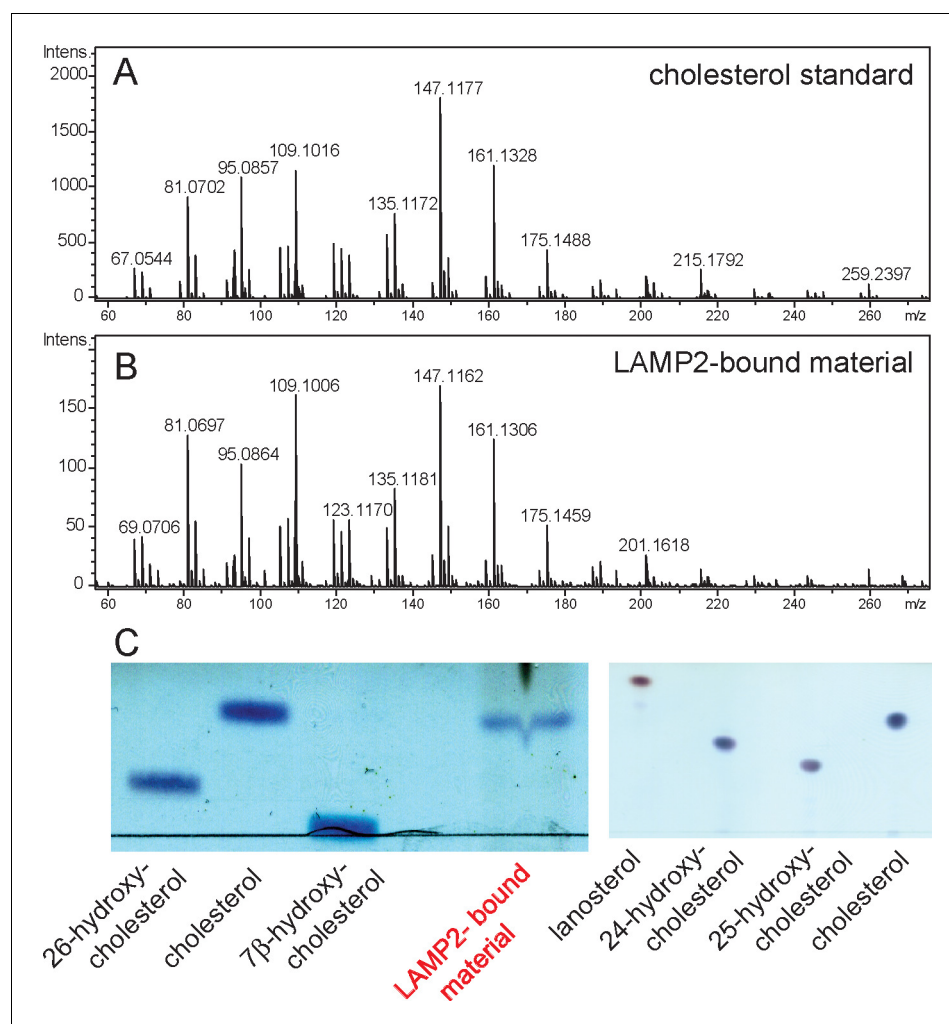 Intens.
A
cholesterol standard
2000
1500
1000
500
0
67.0544
81.0702
95.0857
109.1016
135.1172
147.1177
161.1328
175.1488
215.1792
259.2397
60 80 100 120 140 160 180 200 220 240 260 m/z
Intens.
B
LAMP2-bound material
150
100
50
0
69.0706
81.0697
95.0864
109.1006
123.1170
135.1181
147.1162
161.1306
175.1459
201.1618
60 80 100 120 140 160 180 200 220 240 260 m/z
C
26-hydroxy-
cholesterol
cholesterol
7β-hydroxy-
cholesterol
LAMP2- bound
material
lanosterol
24-hydroxy-
cholesterol
25-hydroxy-
cholesterol
cholesterol